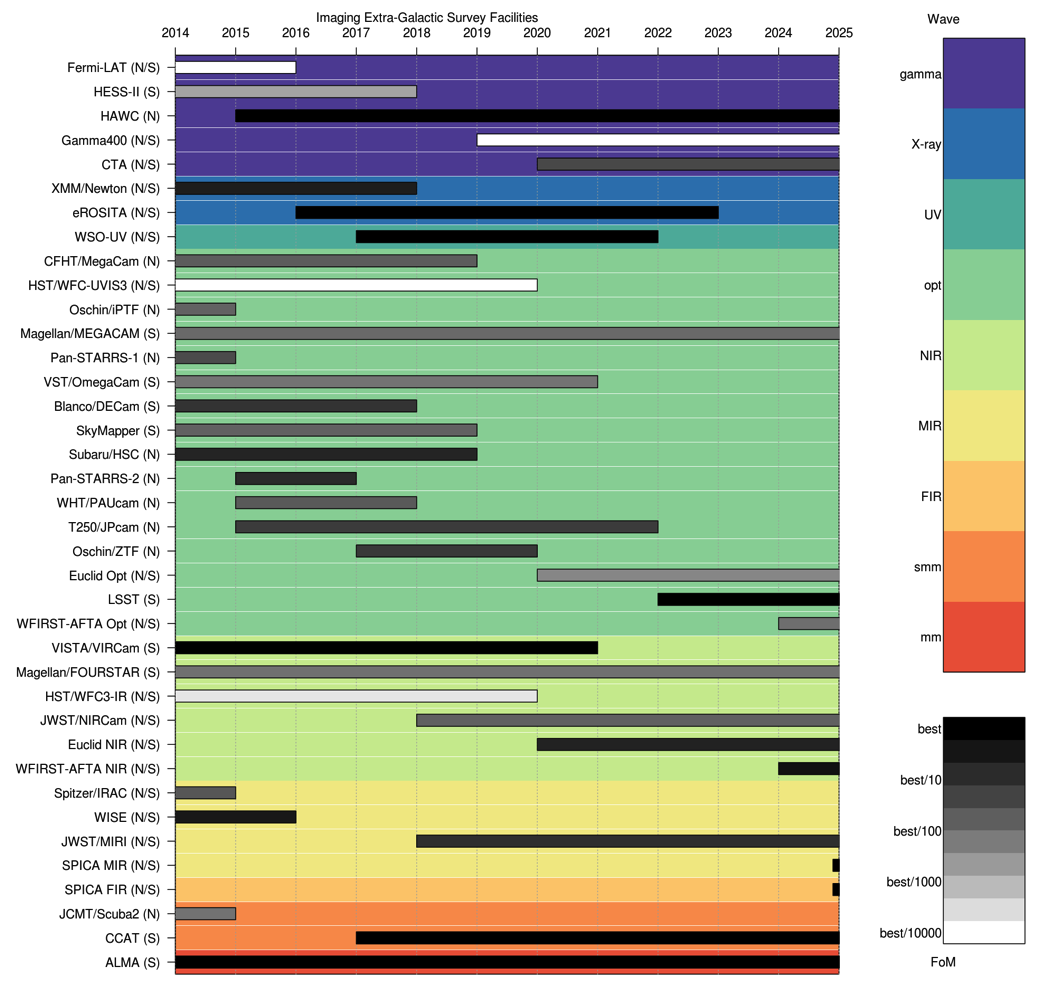 Imaging Extra-Galactic Survey Facilities
2014 2015 2016 2017 2018 2019 2020 2021 2022 2023 2024 2025
Fermi-LAT (N/S)
HESS-II (S)
HAWC (N)
Gamma400 (N/S)
CTA (N/S)
XMM/Newton (N/S)
eROSITA (N/S)
WSO-UV (N/S)
CFHT/MegaCam (N)
HST/WFC-UVIS3 (N/S)
Oschin/iPTF (N)
Magellan/MEGACAM (S)
Pan-STARRS-1 (N)
VST/OmegaCam (S)
Blanco/DECam (S)
SkyMapper (S)
Subaru/HSC (N)
Pan-STARRS-2 (N)
WHT/PAUcam (N)
T250/JPcam (N)
Oschin/ZTF (N)
Euclid Opt (N/S)
LSST (S)
WFIRST-AFTA Opt (N/S)
VISTA/VIRCam (S)
Magellan/FOURSTAR (S)
HST/WFC3-IR (N/S)
JWST/NIRCam (N/S)
Euclid NIR (N/S)
WFIRST-AFTA NIR (N/S)
Spitzer/IRAC (N/S)
WISE (N/S)
JWST/MIRI (N/S)
SPICA MIR (N/S)
SPICA FIR (N/S)
JCMT/Scuba2 (N)
CCAT (S)
ALMA (S)
Wave
gamma
X-ray
UV
opt
NIR
MIR
FIR
smm
mm
best
best/10
best/100
best/1000
best/10000
FoM